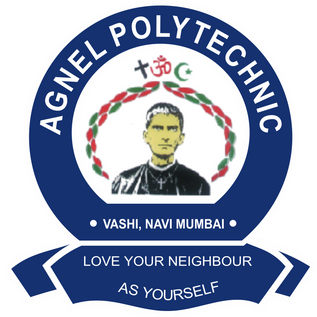 AGNEL POLYTECHNIC
• VASHI, NAVI MUMBAI •
LOVE YOUR NEIGHBOUR
AS YOURSELF